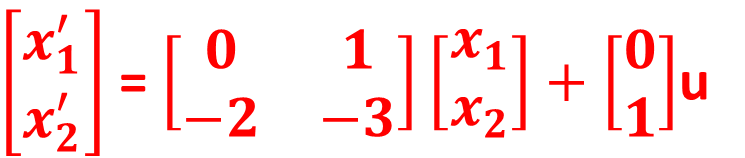 [x′₁ x′₂] = [0 1 −2 −3] [x₁ x₂] + [0 1] u